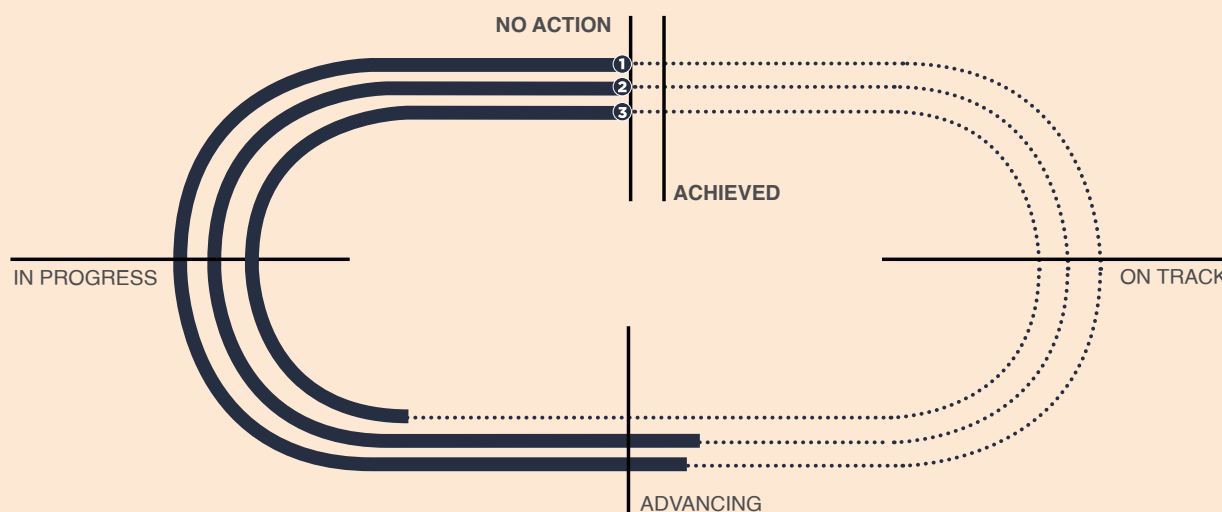 NO ACTION
1
2
3
ACHIEVED
IN PROGRESS
ON TRACK
ADVANCING